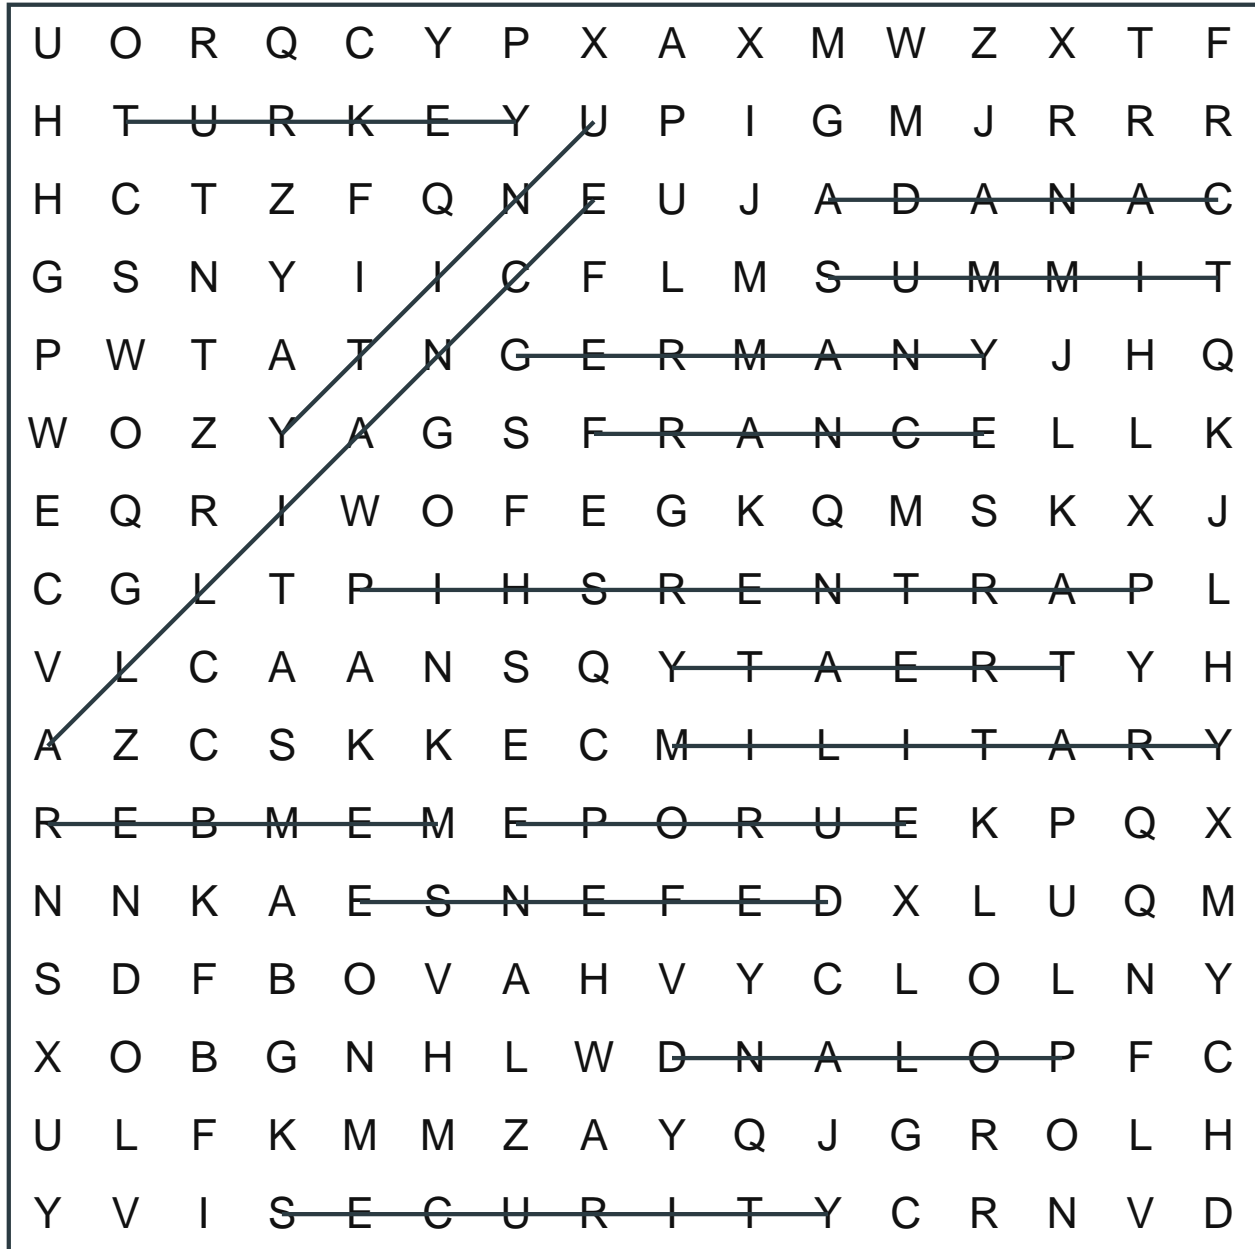 U O R Q C Y P X A X M W Z X T F
H T U R K E Y U P I G M J R R R
H C T Z F Q N E U J A D A N A C
G S N Y I I C F L M S U M M I T
P W T A T N G E R M A N Y J H Q
W O Z Y A G S F R A N C E L L K
E Q R I W O F E G K Q M S K X J
C G L T P I H S R E N T R A P L
V L C A A N S Q Y T A E R T Y H
A Z C S K K E C M I L I T A R Y
R E B M E M E P O R U E K P Q X
N N K A E S N E F E D X L U Q M
S D F B O V A H V Y C L O L N Y
X O B G N H L W D N A L O P F C
U L F K M M Z A Y Q J G R O L H
Y V I S E C U R I T Y C R N V D